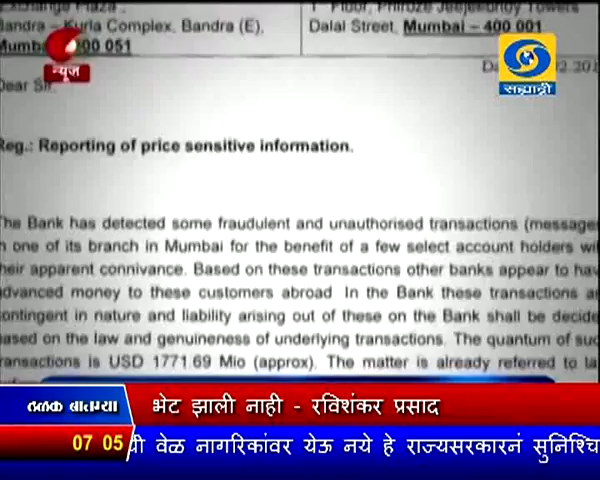 Exchange Plaza,
Bandra – Kurla Complex, Bandra (E),
Mumbai 400 051
1 Floor, Phiroze Jeejeebhoy Towers
Dalal Street, Mumbai – 400 001
न्यूज़
सह्याद्री
Dear Sir,
Reg.: Reporting of price sensitive information.
The Bank has detected some fraudulent and unauthorised transactions (messages
n one of its branch in Mumbai for the benefit of a few select account holders wi
their apparent connivance. Based on these transactions other banks appear to hav
advanced money to these customers abroad. In the Bank these transactions a
contingent in nature and liability arising out of these on the Bank shall be decide
based on the law and genuineness of underlying transactions. The quantum of suc
transactions is USD 1771.69 Mio (approx). The matter is already referred to la
ठळक बातम्या
भेट झाली नाही - रविशंकर प्रसाद
07 05
ी वेळ नागरिकांवर येऊ नये हे राज्यसरकारनं सुनिश्चि